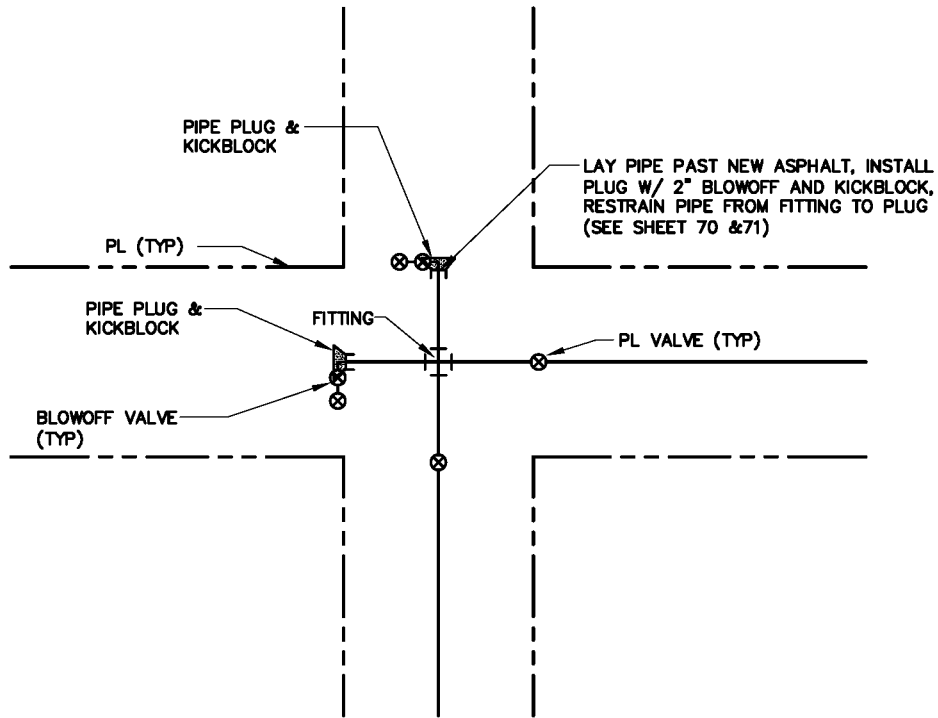 PIPE PLUG &
KICKBLOCK
LAY PIPE PAST NEW ASPHALT, INSTALL
PLUG W/ 2" BLOWOFF AND KICKBLOCK,
RESTRAIN PIPE FROM FITTING TO PLUG
(SEE SHEET 70 &71)
PL (TYP)
PIPE PLUG &
KICKBLOCK
FITTING
PL VALVE (TYP)
BLOWOFF VALVE
(TYP)